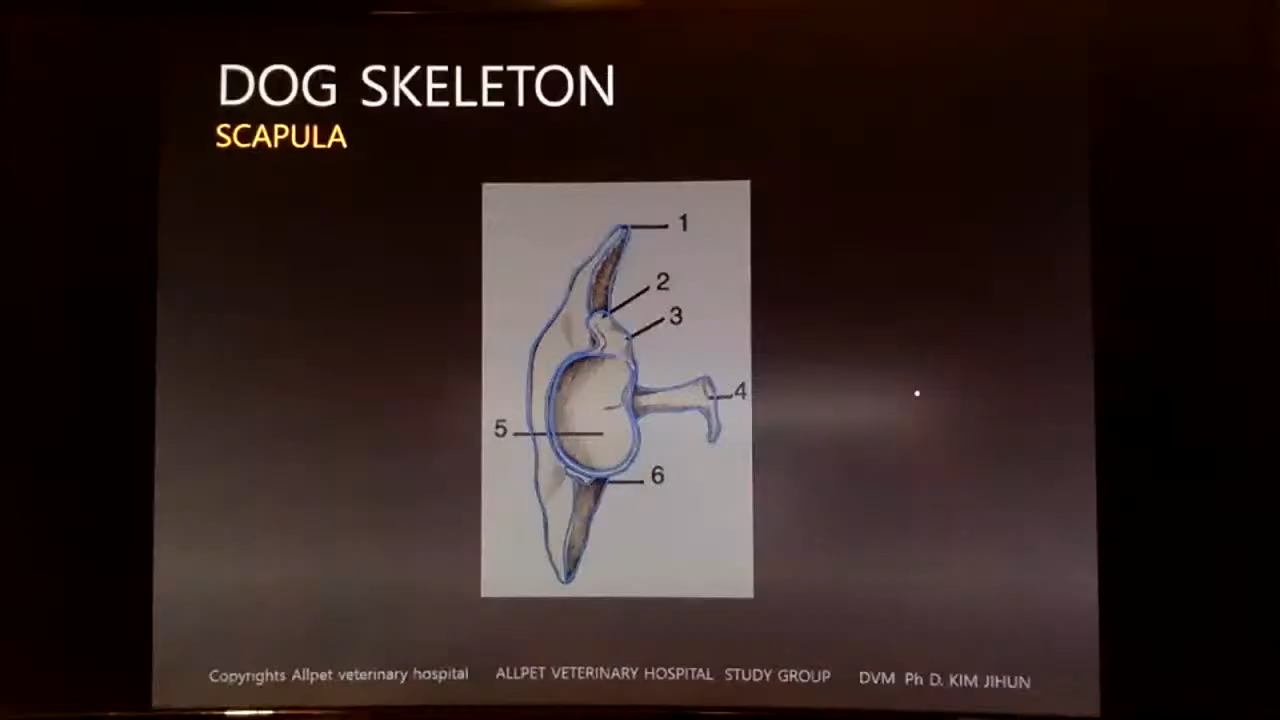 DOG SKELETON
SCAPULA
1
2
3
4
5
6
Copyrights Allpet veterinary hospital ALLPET VETERINARY HOSPITAL STUDY GROUP DVM Ph D. KIM JIHUN